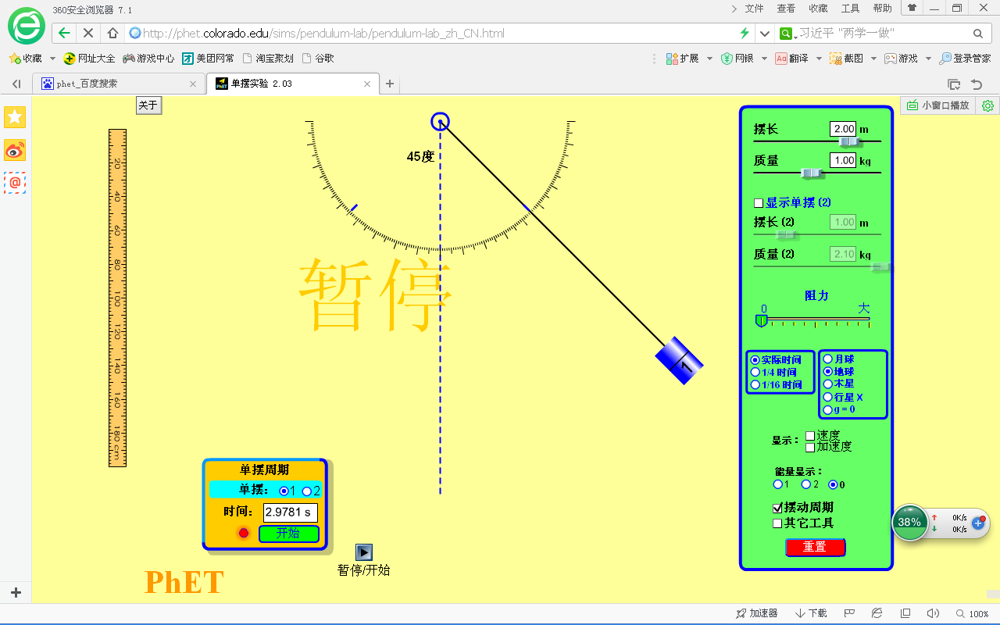 360安全浏览器 7.1
文件 查看 收藏 工具 帮助
http://phet.colorado.edu/sims/pendulum-lab/pendulum-lab_zh_CN.html
习近平 "两学一做"
收藏 网址大全 游戏中心 美团网常 淘宝聚划 谷歌 扩展 网银 Aa 翻译 截图 游戏 登录管家
phet_百度搜索
PhET 单摆实验 2.03
关于
小窗口播放
20
40
60
80
100
120
140
160
180 cm
45度
暂停
1
摆长 2.00 m
质量 1.00 kg
显示单摆(2)
摆长(2) 1.00 m
质量(2) 2.10 kg
阻力
0 大
实际时间
1/4 时间
1/16 时间
月球
地球
木星
行星 X
g = 0
显示： 速度
加速度
能量显示：
1 2 0
摆动周期
其它工具
重置
单摆周期
单摆： 1 2
时间： 2.9781 s
开始
暂停/开始
PhET
38%
0K/s
0K/s
加速器 下载 100%